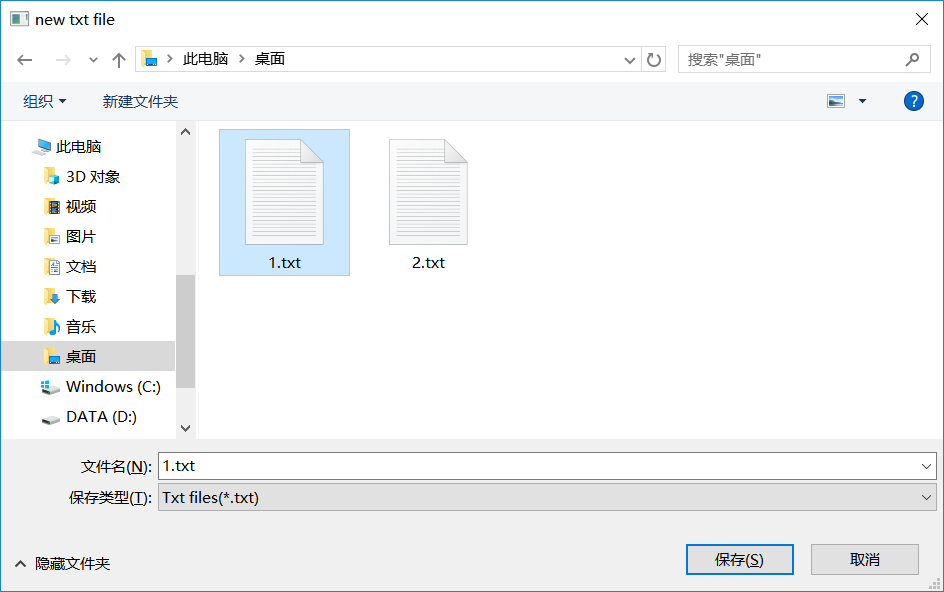 new txt file
此电脑 > 桌面
搜索"桌面"
组织
新建文件夹
?
此电脑
3D 对象
视频
图片
文档
下载
音乐
桌面
Windows (C:)
DATA (D:)
1.txt
2.txt
文件名(N):
1.txt
保存类型(T):
Txt files(*.txt)
隐藏文件夹
保存(S)
取消